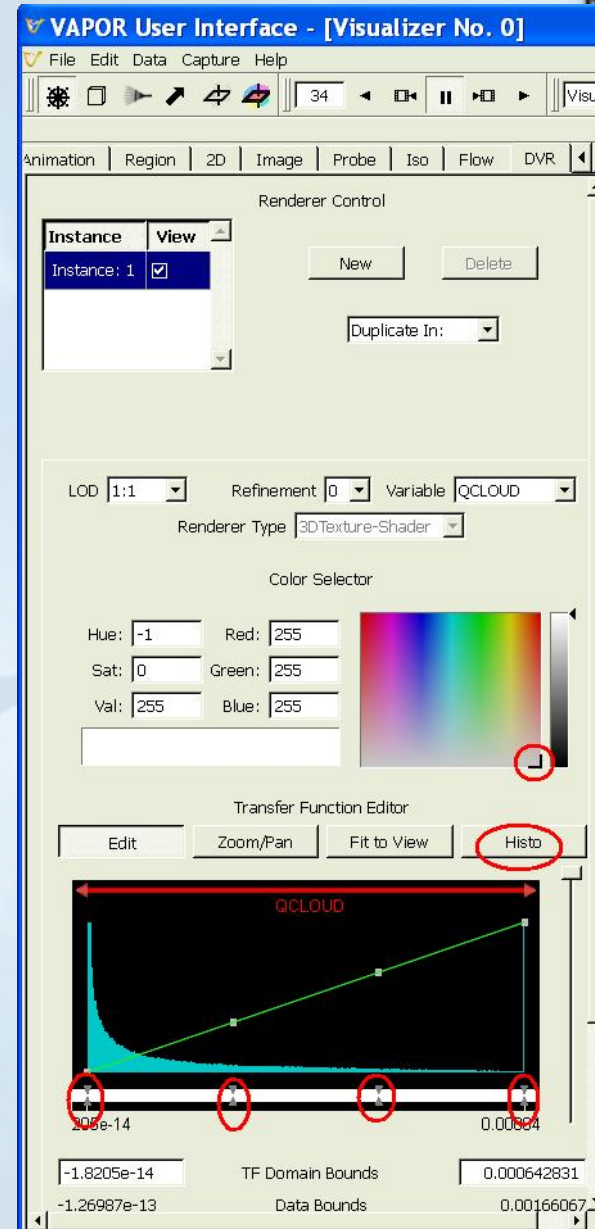 VAPOR User Interface - [Visualizer No. 0]
File Edit Data Capture Help
34 Visu
Animation Region 2D Image Probe Iso Flow DVR
Renderer Control
Instance View
Instance: 1
New Delete
Duplicate In:
LOD 1:1 Refinement 0 Variable QCLOUD
Renderer Type 3DTexture-Shader
Color Selector
Hue: -1 Red: 255
Sat: 0 Green: 255
Val: 255 Blue: 255
Transfer Function Editor
Edit Zoom/Pan Fit to View Histo
QCLOUD
205e-14 0.00064
-1.8205e-14 TF Domain Bounds 0.000642831
-1.26987e-13 Data Bounds 0.00166067